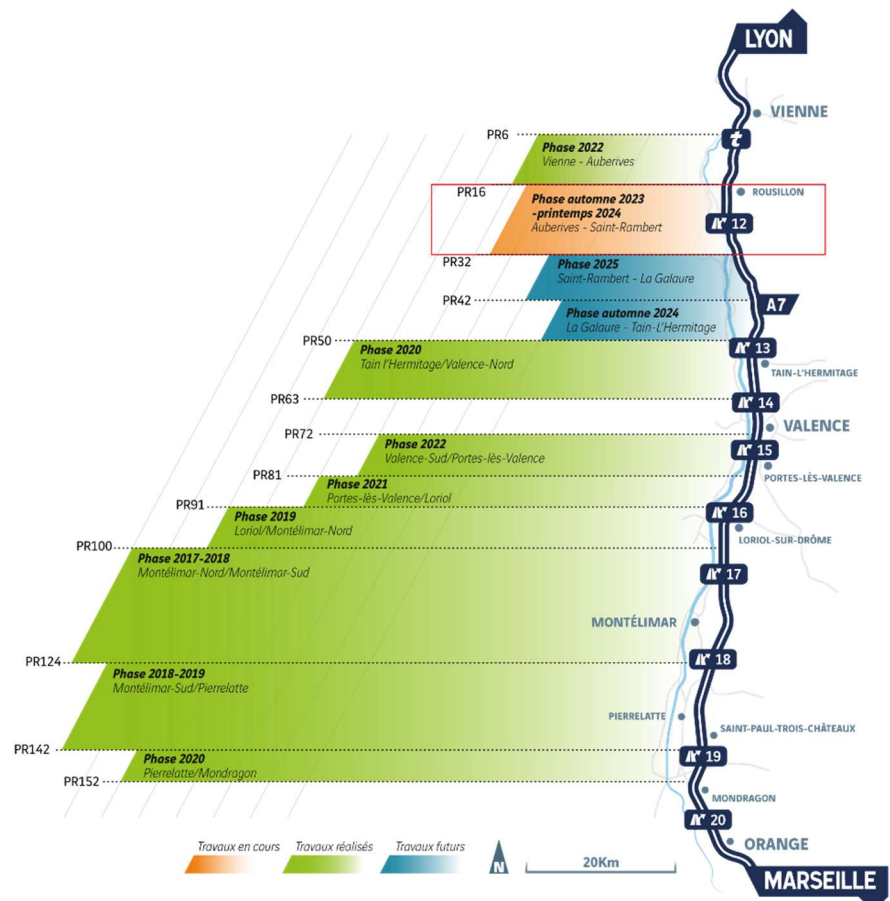 LYON
VIENNE
PR6
Phase 2022
Vienne - Auberives
t
PR16
ROUSILLON
Phase automne 2023
-printemps 2024
Auberives - Saint-Rambert
12
PR32
Phase 2025
Saint-Rambert - La Galaure
PR42
A7
Phase automne 2024
La Galaure - Tain-L'Hermitage
PR50
Phase 2020
Tain l'Hermitage/Valence-Nord
13
TAIN-L'HERMITAGE
PR63
14
PR72
VALENCE
Phase 2022
Valence-Sud/Portes-lès-Valence
15
PR81
PORTES-LÈS-VALENCE
Phase 2021
Portes-lès-Valence/Loriol
PR91
Phase 2019
Loriol/Montélimar-Nord
16
LORIOL-SUR-DRÔME
PR100
Phase 2017-2018
Montélimar-Nord/Montélimar-Sud
17
MONTÉLIMAR
PR124
18
Phase 2018-2019
Montélimar-Sud/Pierrelatte
PIERRELATTE
SAINT-PAUL-TROIS-CHÂTEAUX
PR142
19
Phase 2020
Pierrelatte/Mondragon
PR152
MONDRAGON
20
ORANGE
Travaux en cours
Travaux réalisés
Travaux futurs
N
20Km
MARSEILLE